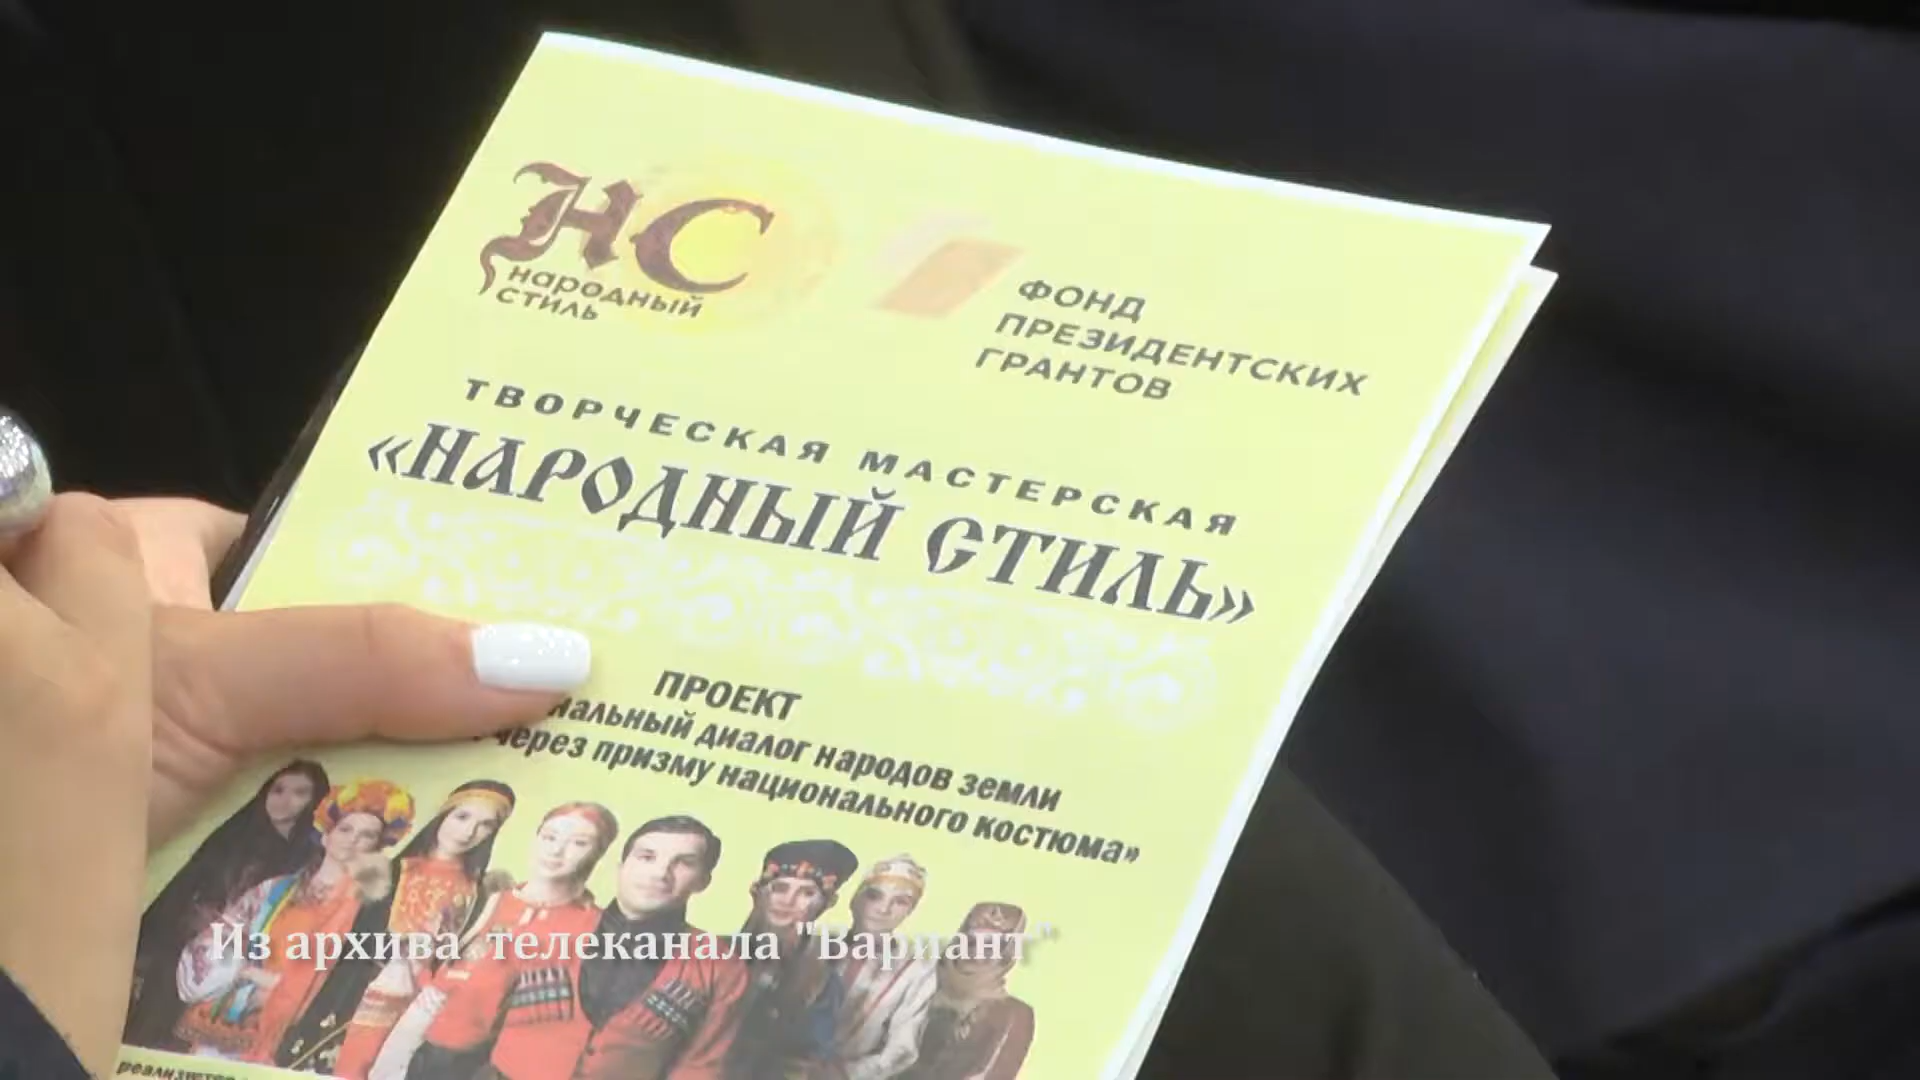 НС
народный
стиль
ФОНД
ПРЕЗИДЕНТСКИХ
ГРАНТОВ
ТВОРЧЕСКАЯ МАСТЕРСКАЯ
«НАРОДНЫЙ СТИЛЬ»
ПРОЕКТ
диалог народов земли
через призму национального костюма»
Из архива телеканала "Вариант"